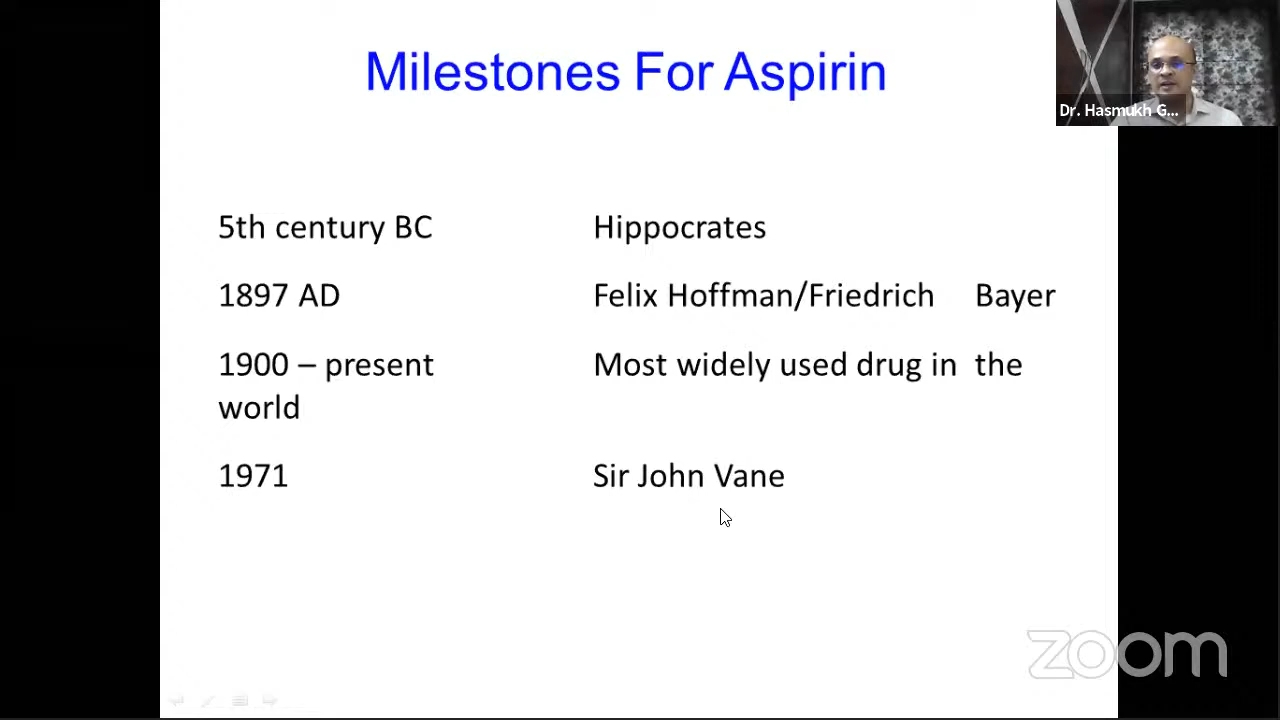 Milestones For Aspirin
Dr. Hasmukh G...
5th century BC Hippocrates
1897 AD Felix Hoffman/Friedrich Bayer
1900 – present Most widely used drug in the
world
1971 Sir John Vane
zoom